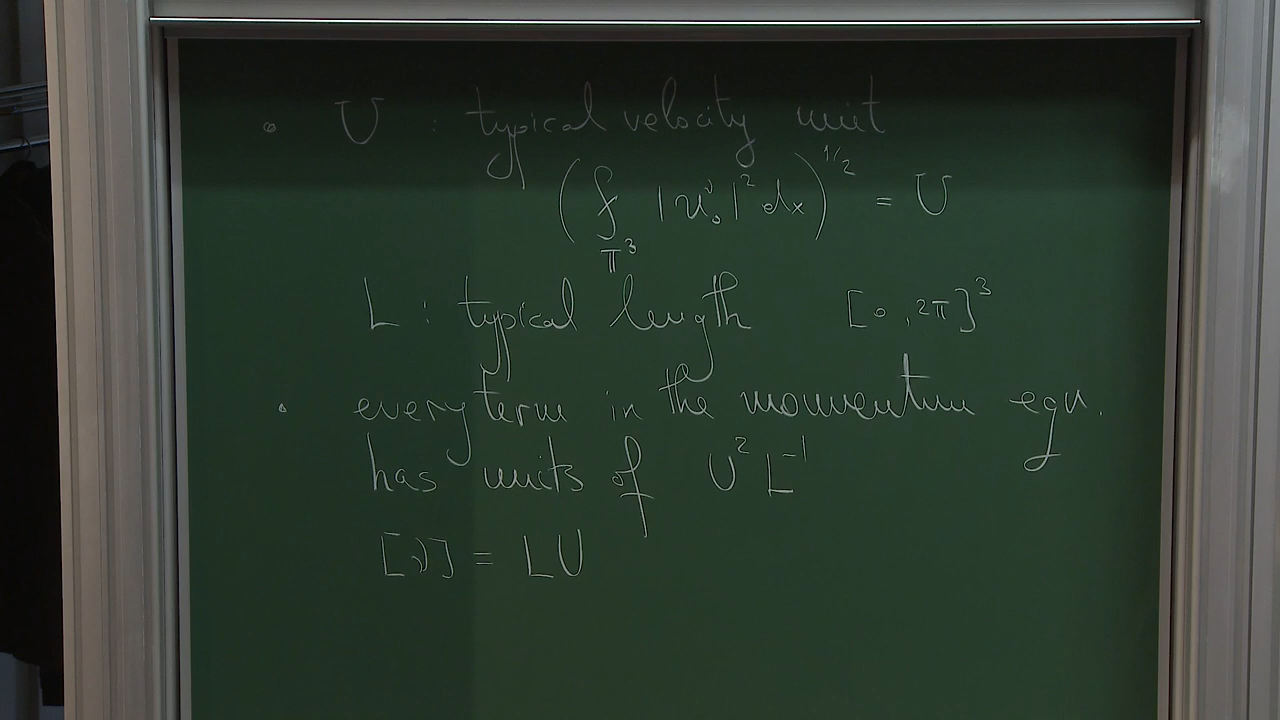 • U : typical velocity unit
( ⨍_{𝕋³} |u₀^ν|² dx )^{1/2} = U
L : typical length [0, 2π]³
• every term in the momentum eqn.
has units of U² L⁻¹
[ν] = LU